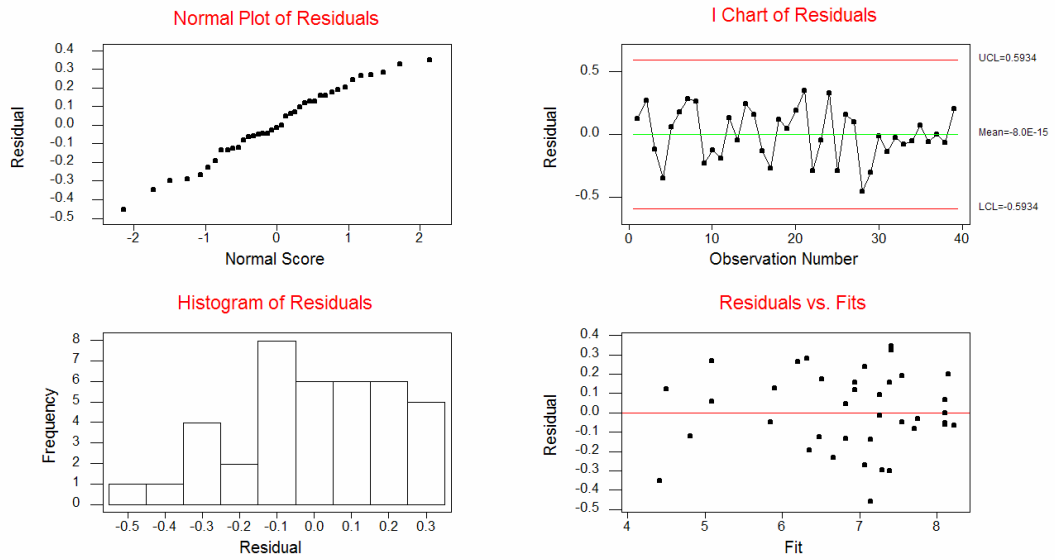 Normal Plot of Residuals
0.4
0.3
0.2
0.1
0.0
-0.1
-0.2
-0.3
-0.4
-0.5
Residual
-2 -1 0 1 2
Normal Score
I Chart of Residuals
0.5
0.0
-0.5
Residual
UCL=0.5934
Mean=-8.0E-15
LCL=-0.5934
0 10 20 30 40
Observation Number
Histogram of Residuals
8
7
6
5
4
3
2
1
0
Frequency
-0.5 -0.4 -0.3 -0.2 -0.1 0.0 0.1 0.2 0.3
Residual
Residuals vs. Fits
0.4
0.3
0.2
0.1
0.0
-0.1
-0.2
-0.3
-0.4
-0.5
Residual
4 5 6 7 8
Fit